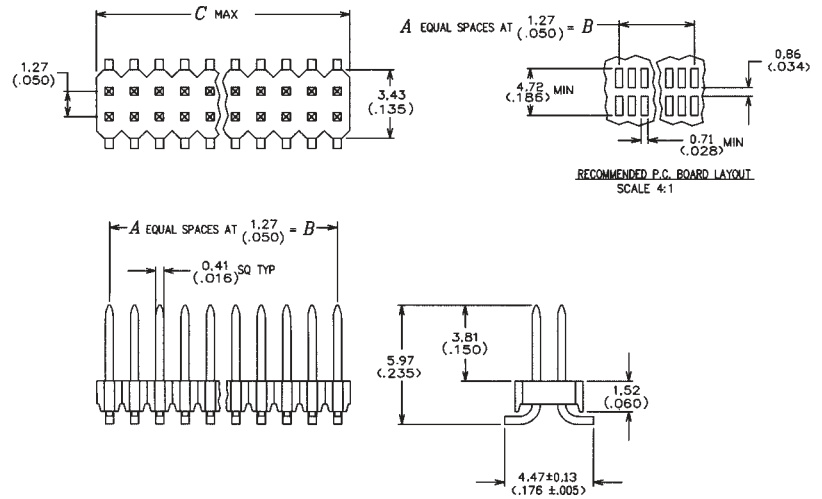 C MAX
1.27
(.050)
3.43
(.135)
A EQUAL SPACES AT 1.27 (.050) = B
4.72
(.186) MIN
0.86
(.034)
0.71
(.028) MIN
RECOMMENDED P.C. BOARD LAYOUT
SCALE 4:1
A EQUAL SPACES AT 1.27 (.050) = B
0.41
(.016) SQ TYP
5.97
(.235)
3.81
(.150)
1.52
(.060)
4.47±0.13
(.176 ±.005)